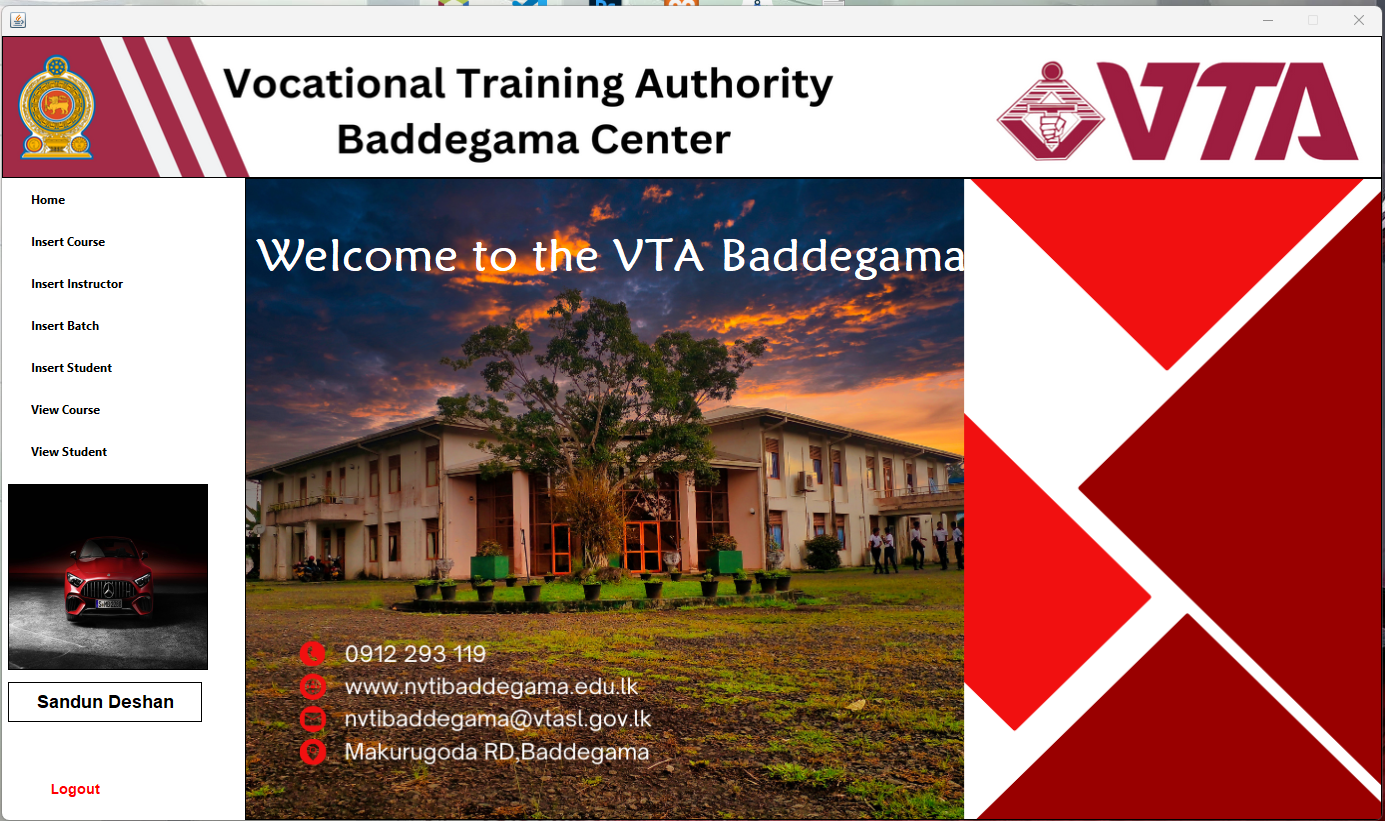 Vocational Training Authority
Baddegama Center
VTA
Home
Insert Course
Insert Instructor
Insert Batch
Insert Student
View Course
View Student
Sandun Deshan
Logout
Welcome to the VTA Baddegama
0912 293 119
www.nvtibaddegama.edu.lk
nvtibaddegama@vtasl.gov.lk
Makurugoda RD,Baddegama